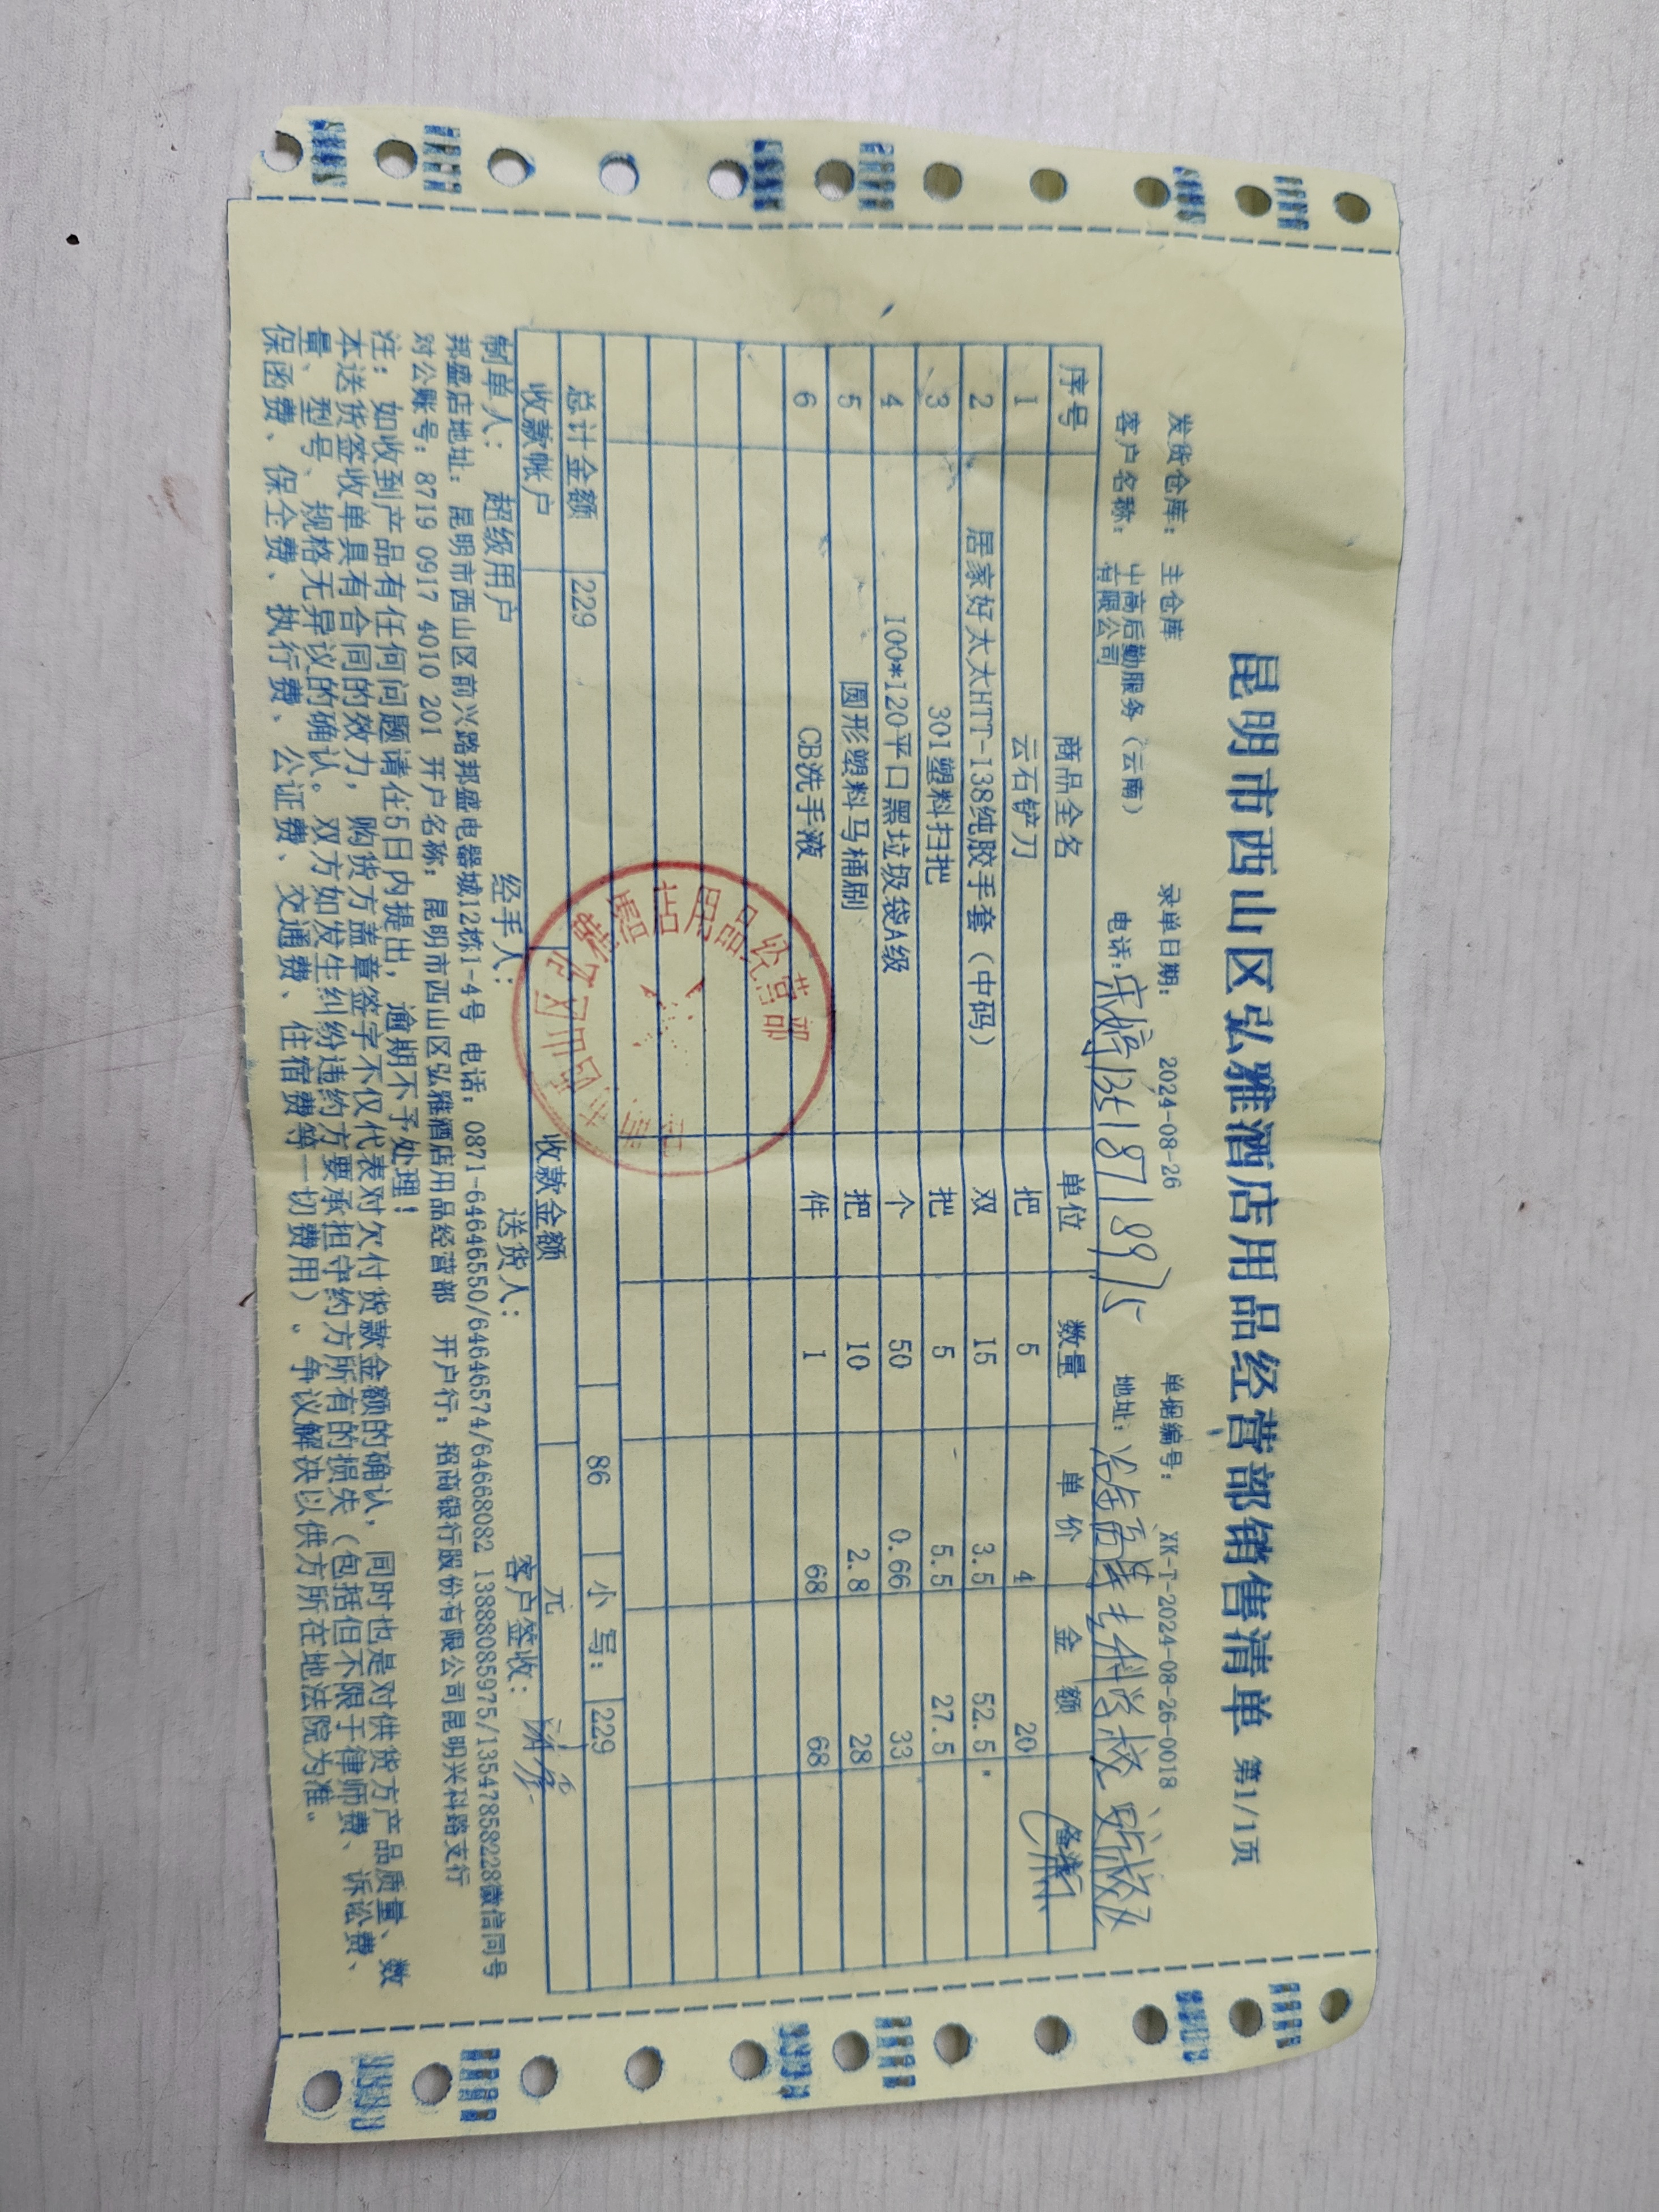 昆明市西山区弘雅酒店用品经营部销售清单 第1/1页
发货仓库: 主仓库 录单日期: 2024-08-26 单据编号: XK-T-2024-08-26-0018
客户名称: 中商后勤服务(云南)有限公司 电话: 地址:
序号 商品全名 单位 数量 单价 金额 备注
1 云石铲刀 把 5 4 20
2 居家好太太HTT-138纯胶手套(中码) 双 15 3.5 52.5
3 301塑料扫把 把 5 5.5 27.5
4 100*120平口黑垃圾袋A级 个 50 0.66 33
5 圆形塑料马桶刷 把 10 2.8 28
6 CB洗手液 件 1 68 68
总计金额 229 86 小写: 229
收款帐户 收款金额 元
制单人: 超级用户 经手人: 送货人: 客户签收:
邦盛店地址: 昆明市西山区前兴路邦盛电器城12栋1-4号 电话: 0871-64646550/64646574/64668082 13888085975/13547858228微信同号
对公账号: 8719 0917 4010 201 开户名称: 昆明市西山区弘雅酒店用品经营部 开户行: 招商银行股份有限公司昆明兴科路支行
注: 如收到产品有任何问题请在5日内提出, 逾期不予处理!
本送货签收单具有合同的效力, 购货方盖章签字不仅代表对欠付货款金额的确认, 同时也是对供货方产品质量、数
量、型号、规格无异议的确认。双方如发生纠纷违约方要承担守约方所有的损失(包括但不限于律师费、诉讼费、
保函费、保全费、执行费、公证费、交通费、住宿费等一切费用)。争议解决以供方所在地法院为准。